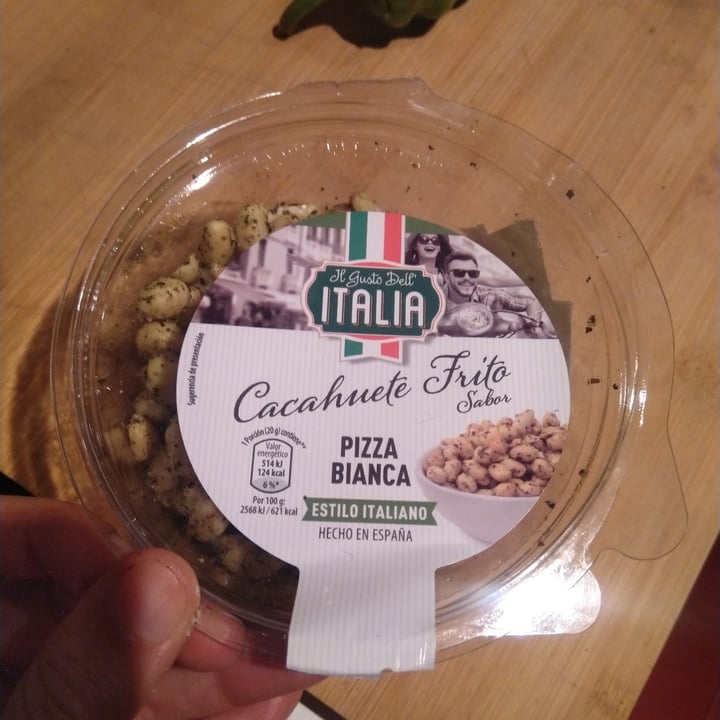 Il Gusto Dell'
ITALIA
Sugerencia de presentación
Cacahuete Frito
Sabor
PIZZA
BIANCA
ESTILO ITALIANO
HECHO EN ESPAÑA
1 Porción (20 g) contiene**
Valor
energético
514 kJ
124 kcal
6 %*
Por 100 g:
2568 kJ / 621 kcal